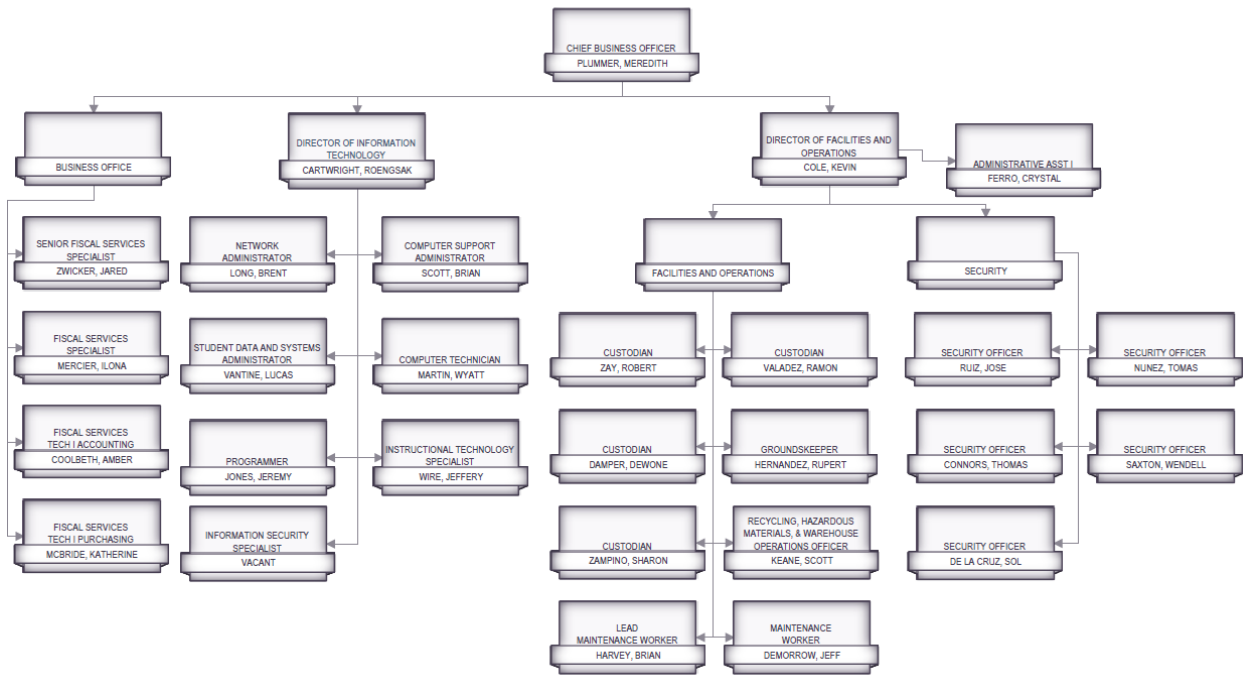 CHIEF BUSINESS OFFICER
PLUMMER, MEREDITH
BUSINESS OFFICE
DIRECTOR OF INFORMATION
TECHNOLOGY
CARTWRIGHT, ROENGSAK
DIRECTOR OF FACILITIES AND
OPERATIONS
COLE, KEVIN
ADMINISTRATIVE ASST I
FERRO, CRYSTAL
SENIOR FISCAL SERVICES
SPECIALIST
ZWICKER, JARED
NETWORK
ADMINISTRATOR
LONG, BRENT
COMPUTER SUPPORT
ADMINISTRATOR
SCOTT, BRIAN
FACILITIES AND OPERATIONS
SECURITY
FISCAL SERVICES
SPECIALIST
MERCIER, ILONA
STUDENT DATA AND SYSTEMS
ADMINISTRATOR
VANTINE, LUCAS
COMPUTER TECHNICIAN
MARTIN, WYATT
CUSTODIAN
ZAY, ROBERT
CUSTODIAN
VALADEZ, RAMON
SECURITY OFFICER
RUIZ, JOSE
SECURITY OFFICER
NUNEZ, TOMAS
FISCAL SERVICES
TECH I ACCOUNTING
COOLBETH, AMBER
PROGRAMMER
JONES, JEREMY
INSTRUCTIONAL TECHNOLOGY
SPECIALIST
WIRE, JEFFERY
CUSTODIAN
DAMPER, DEWONE
GROUNDSKEEPER
HERNANDEZ, RUPERT
SECURITY OFFICER
CONNORS, THOMAS
SECURITY OFFICER
SAXTON, WENDELL
FISCAL SERVICES
TECH I PURCHASING
MCBRIDE, KATHERINE
INFORMATION SECURITY
SPECIALIST
VACANT
CUSTODIAN
ZAMPINO, SHARON
RECYCLING, HAZARDOUS
MATERIALS, & WAREHOUSE
OPERATIONS OFFICER
KEANE, SCOTT
SECURITY OFFICER
DE LA CRUZ, SOL
LEAD
MAINTENANCE WORKER
HARVEY, BRIAN
MAINTENANCE
WORKER
DEMORROW, JEFF